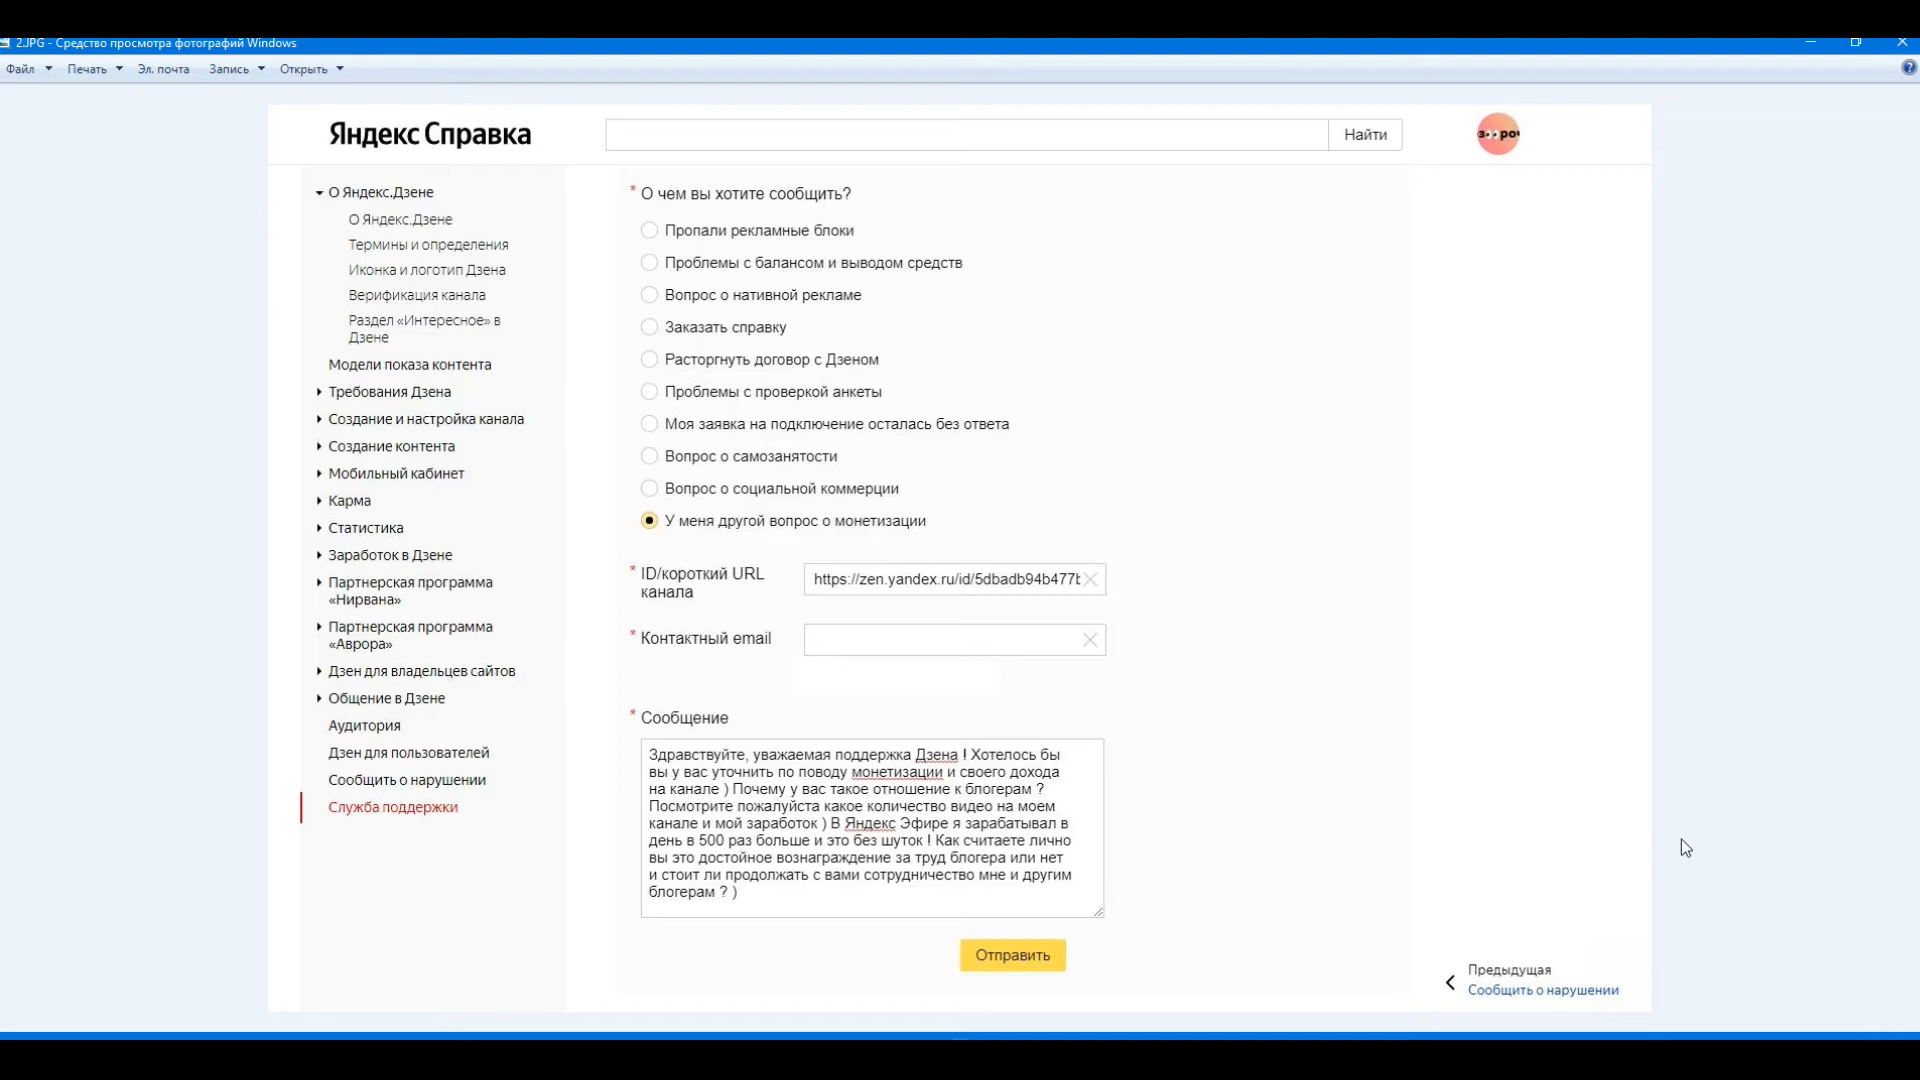 2.JPG - Средство просмотра фотографий Windows
Файл Печать Эл. почта Запись Открыть
Яндекс Справка
Найти
О Яндекс.Дзене
О Яндекс.Дзене
Термины и определения
Иконка и логотип Дзена
Верификация канала
Раздел «Интересное» в
Дзене
Модели показа контента
Требования Дзена
Создание и настройка канала
Создание контента
Мобильный кабинет
Карма
Статистика
Заработок в Дзене
Партнерская программа
«Нирвана»
Партнерская программа
«Аврора»
Дзен для владельцев сайтов
Общение в Дзене
Аудитория
Дзен для пользователей
Сообщить о нарушении
Служба поддержки
* О чем вы хотите сообщить?
Пропали рекламные блоки
Проблемы с балансом и выводом средств
Вопрос о нативной рекламе
Заказать справку
Расторгнуть договор с Дзеном
Проблемы с проверкой анкеты
Моя заявка на подключение осталась без ответа
Вопрос о самозанятости
Вопрос о социальной коммерции
У меня другой вопрос о монетизации
* ID/короткий URL
канала
https://zen.yandex.ru/id/5dbadb94b477
* Контактный email
* Сообщение
Здравствуйте, уважаемая поддержка Дзена ! Хотелось бы
вы у вас уточнить по поводу монетизации и своего дохода
на канале ) Почему у вас такое отношение к блогерам ?
Посмотрите пожалуйста какое количество видео на моем
канале и мой заработок ) В Яндекс Эфире я зарабатывал в
день в 500 раз больше и это без шуток ! Как считаете лично
вы это достойное вознаграждение за труд блогера или нет
и стоит ли продолжать с вами сотрудничество мне и другим
блогерам ? )
Отправить
Предыдущая
Сообщить о нарушении